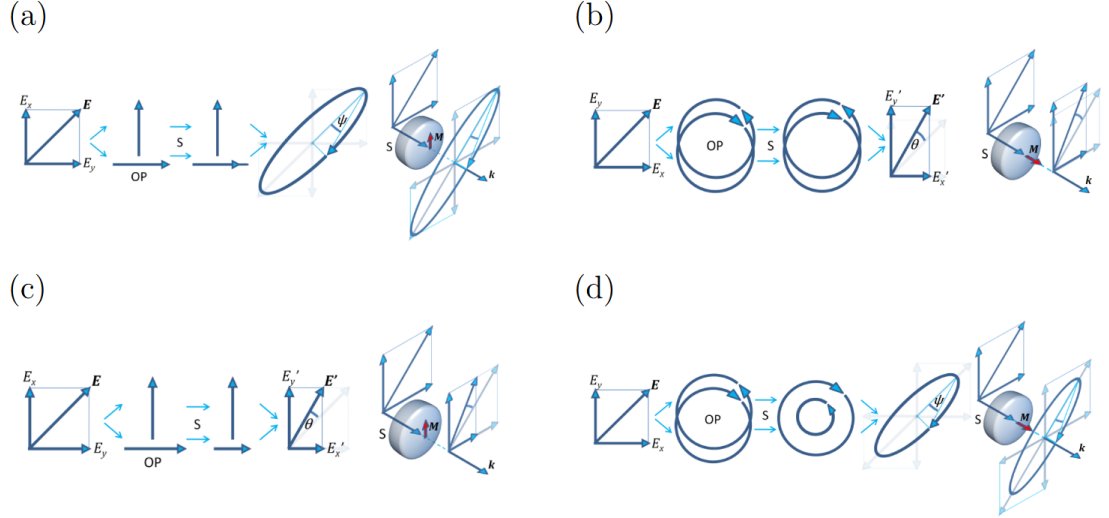 (a)
E_x
E
E_y
S
OP
ψ
S
M
k
(b)
E_y
E
E_x
OP
S
E_y'
E'
θ
E_x'
S
M
k
(c)
E_x
E
E_y
S
OP
E_y'
E'
θ
E_x'
S
M
k
(d)
E_y
E
E_x
OP
S
ψ
S
M
k